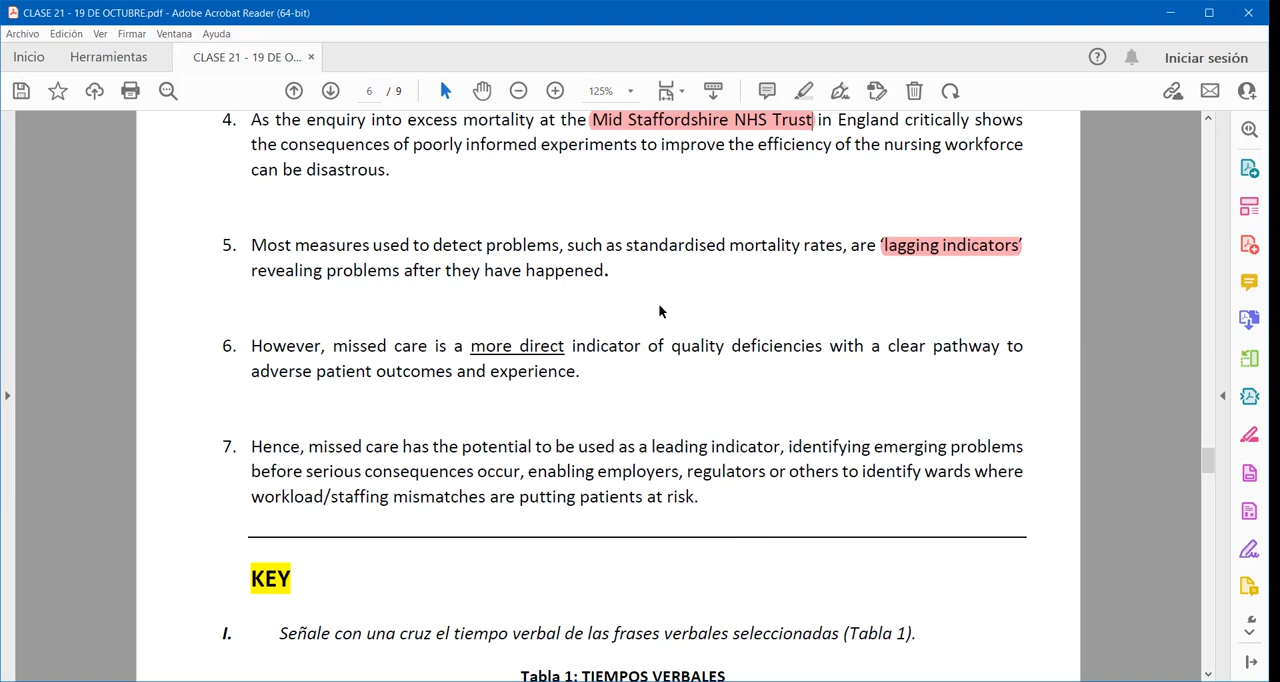 CLASE 21 - 19 DE OCTUBRE.pdf - Adobe Acrobat Reader (64-bit)
Archivo Edición Ver Firmar Ventana Ayuda
Inicio Herramientas CLASE 21 - 19 DE O... × Iniciar sesión
6 / 9 125%
4. As the enquiry into excess mortality at the Mid Staffordshire NHS Trust in England critically shows
the consequences of poorly informed experiments to improve the efficiency of the nursing workforce
can be disastrous.
5. Most measures used to detect problems, such as standardised mortality rates, are ‘lagging indicators’
revealing problems after they have happened.
6. However, missed care is a more direct indicator of quality deficiencies with a clear pathway to
adverse patient outcomes and experience.
7. Hence, missed care has the potential to be used as a leading indicator, identifying emerging problems
before serious consequences occur, enabling employers, regulators or others to identify wards where
workload/staffing mismatches are putting patients at risk.
KEY
I. Señale con una cruz el tiempo verbal de las frases verbales seleccionadas (Tabla 1).
Tabla 1: TIEMPOS VERBALES